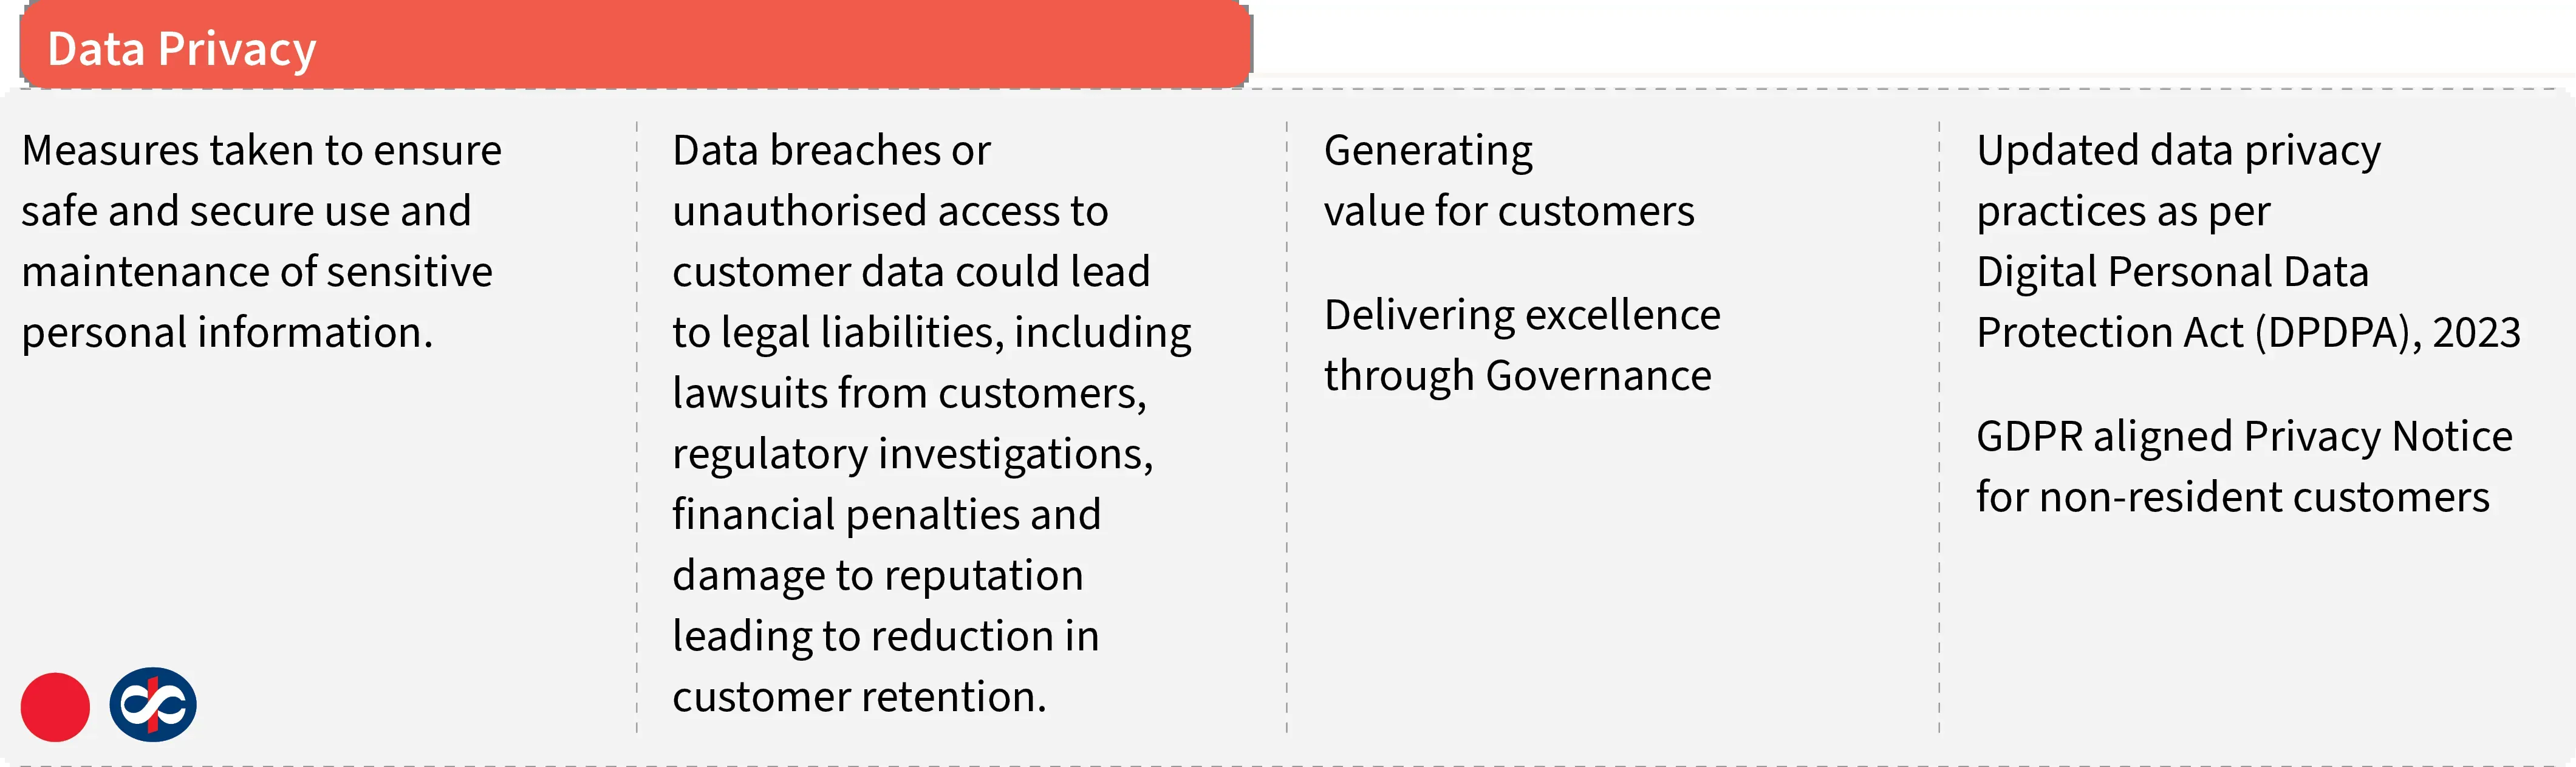 Data Privacy
Measures taken to ensure
safe and secure use and
maintenance of sensitive
personal information.
Data breaches or
unauthorised access to
customer data could lead
to legal liabilities, including
lawsuits from customers,
regulatory investigations,
financial penalties and
damage to reputation
leading to reduction in
customer retention.
Generating
value for customers
Delivering excellence
through Governance
Updated data privacy
practices as per
Digital Personal Data
Protection Act (DPDPA), 2023
GDPR aligned Privacy Notice
for non-resident customers